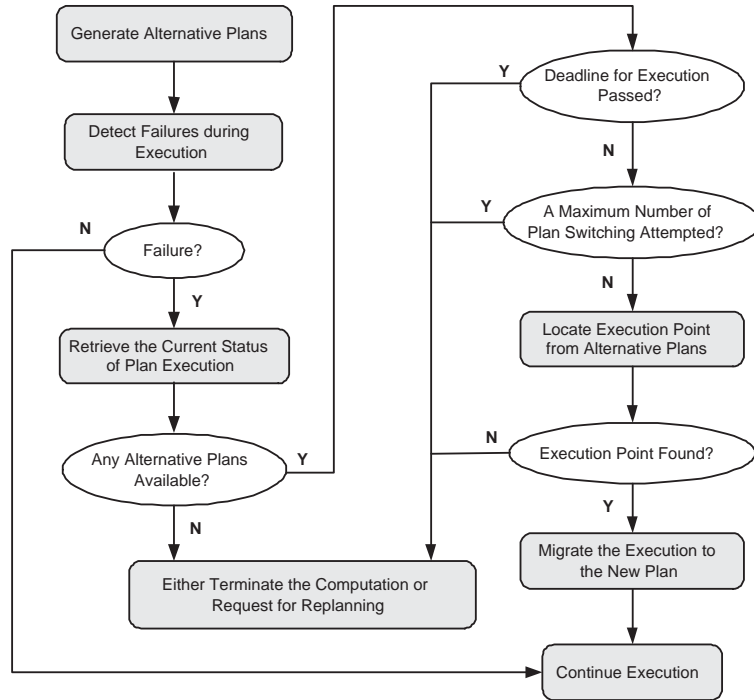 Generate Alternative Plans
Detect Failures during
Execution
N
Failure?
Y
Retrieve the Current Status
of Plan Execution
Any Alternative Plans
Available?
Y
N
Either Terminate the Computation or
Request for Replanning
Y
Deadline for Execution
Passed?
N
Y
A Maximum Number of
Plan Switching Attempted?
N
Locate Execution Point
from Alternative Plans
N
Execution Point Found?
Y
Migrate the Execution to
the New Plan
Continue Execution